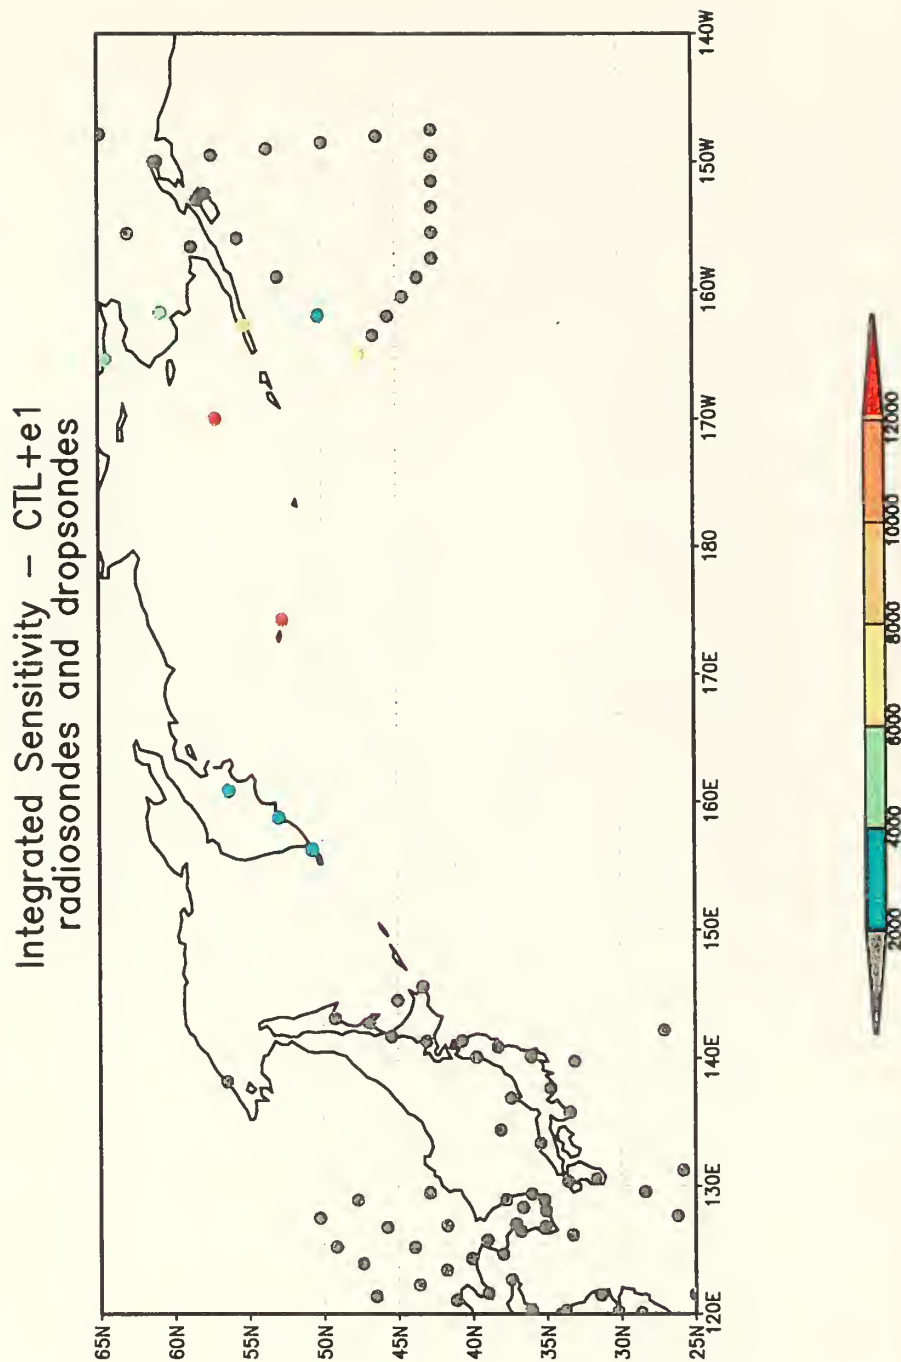 Integrated Sensitivity - CTL+e1
radiosondes and dropsondes
65N
60N
55N
50N
45N
40N
35N
30N
25N
120E
130E
140E
150E
160E
170E
180
170W
160W
150W
140W
2000
4000
6000
8000
10000
12000